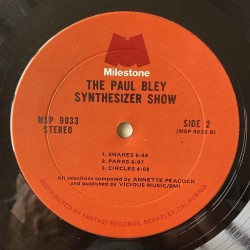 Milestone
THE PAUL BLEY
SYNTHESIZER SHOW
MSP 9033
STEREO
SIDE 2
(MSP 9033 B)
1. SNAKES 6:49
2. PARKS 6:07
3. CIRCLES 4:08
All selections composed by ANNETTE PEACOCK
and published by VICIOUS MUSIC/BMI
DISTRIBUTED BY FANTASY RECORDS, BERKELEY, CALIFORNIA